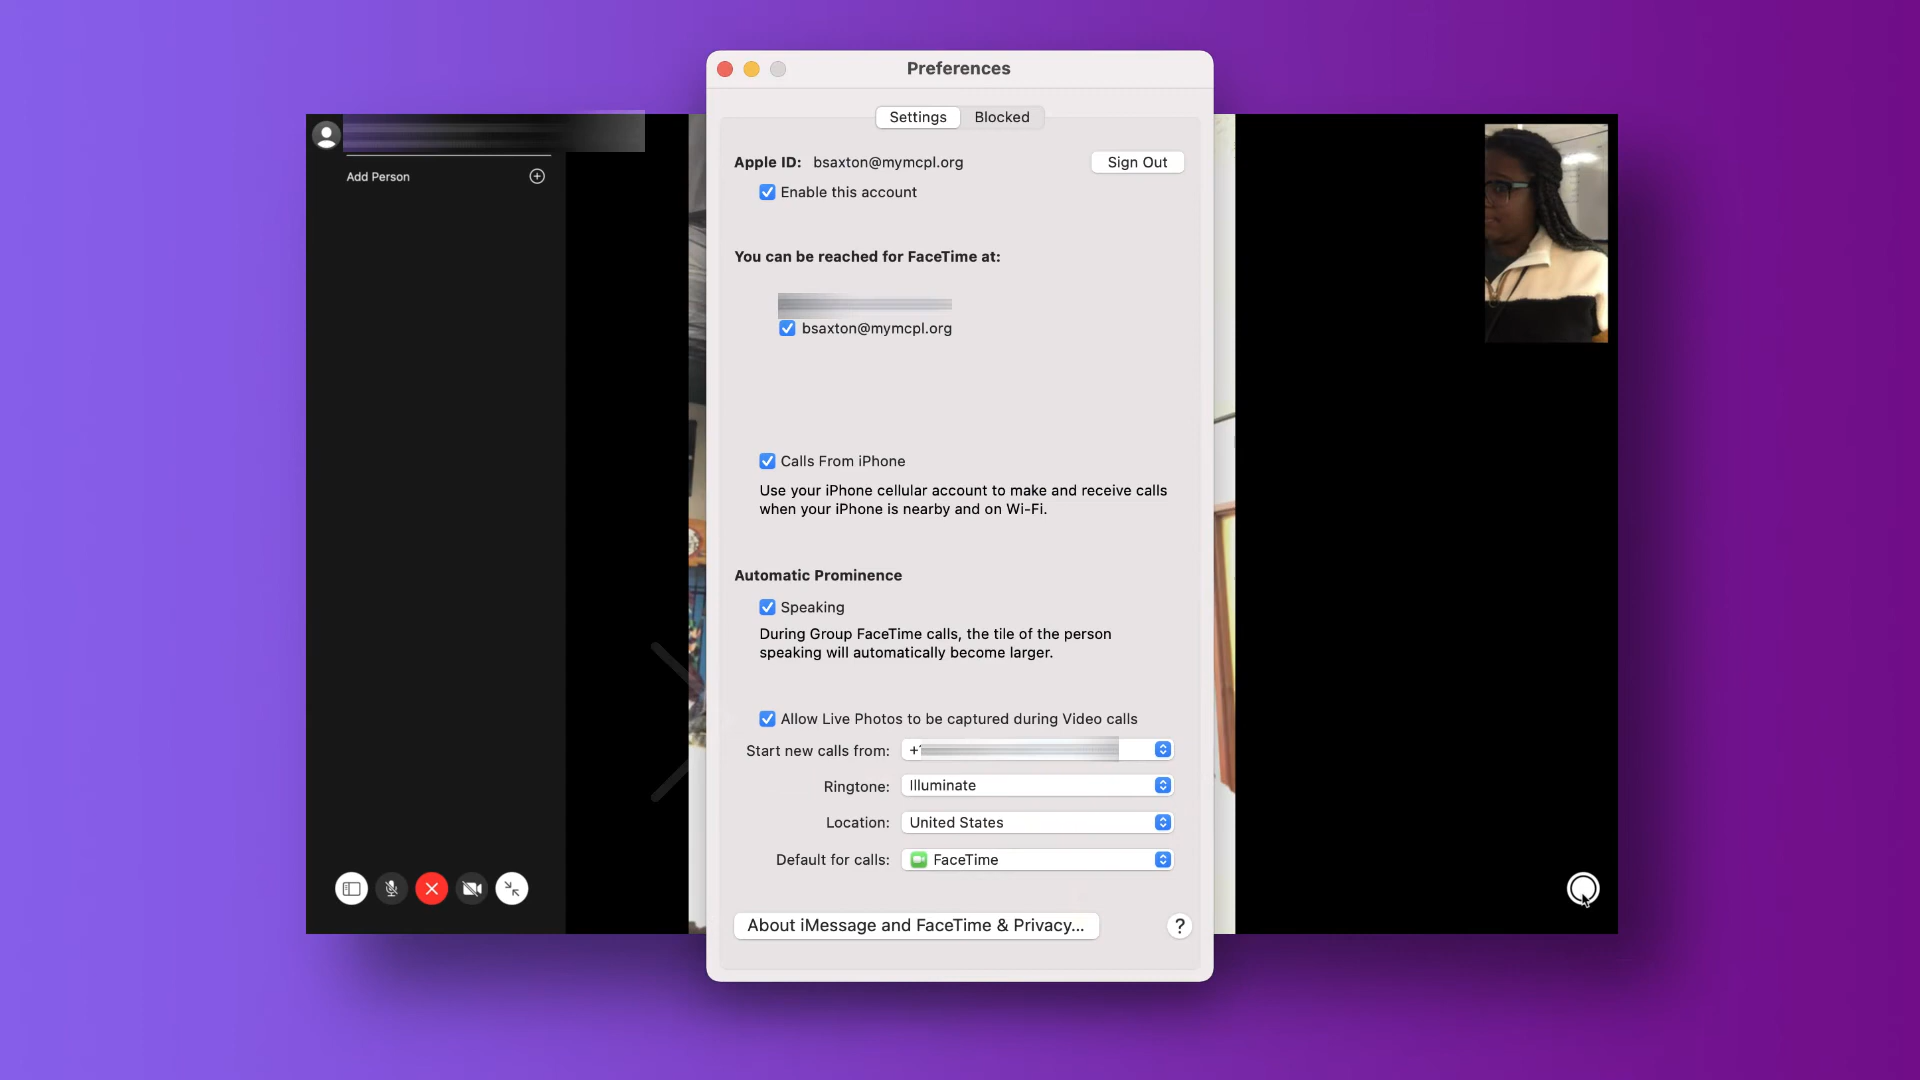 Preferences
Settings Blocked
Add Person
Apple ID: bsaxton@mymcpl.org Sign Out
Enable this account
You can be reached for FaceTime at:
bsaxton@mymcpl.org
Calls From iPhone
Use your iPhone cellular account to make and receive calls
when your iPhone is nearby and on Wi-Fi.
Automatic Prominence
Speaking
During Group FaceTime calls, the tile of the person
speaking will automatically become larger.
Allow Live Photos to be captured during Video calls
Start new calls from: +
Ringtone: Illuminate
Location: United States
Default for calls: FaceTime
About iMessage and FaceTime & Privacy...
?